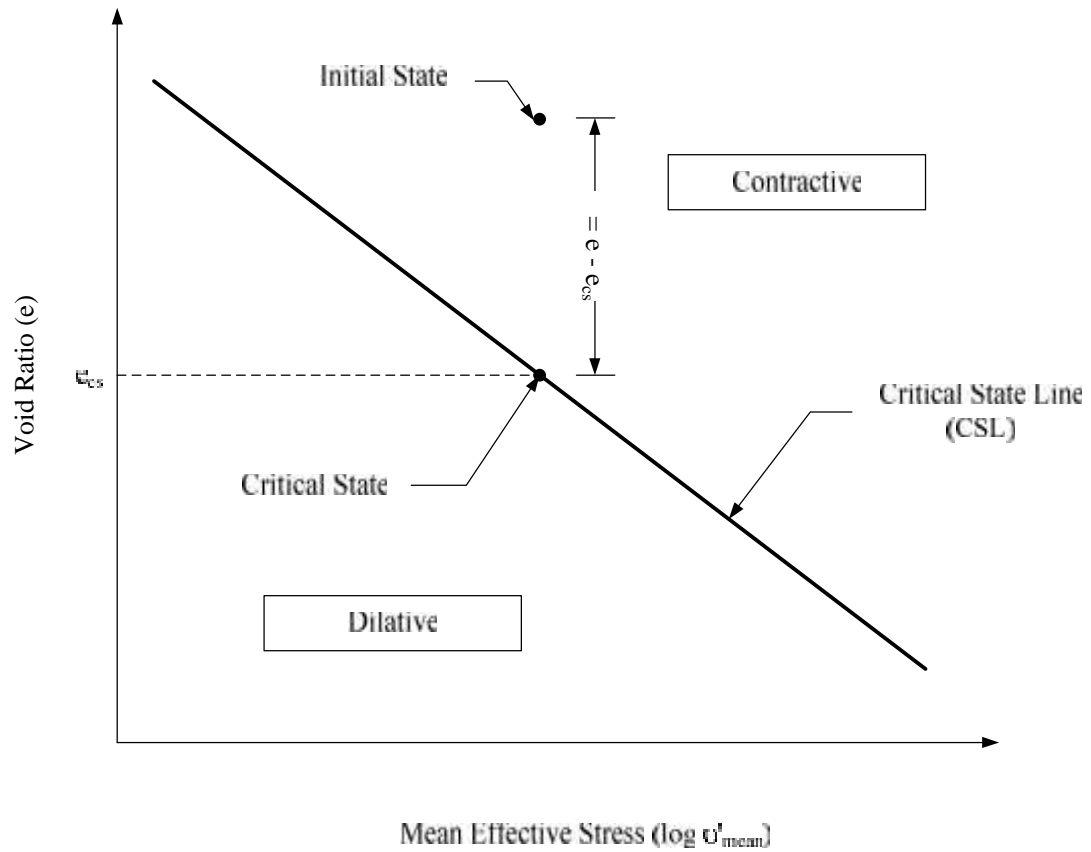 Initial State
Contractive
= e - ecs
Void Ratio (e)
ecs
Critical State Line
(CSL)
Critical State
Dilative
Mean Effective Stress (log σ'mean)